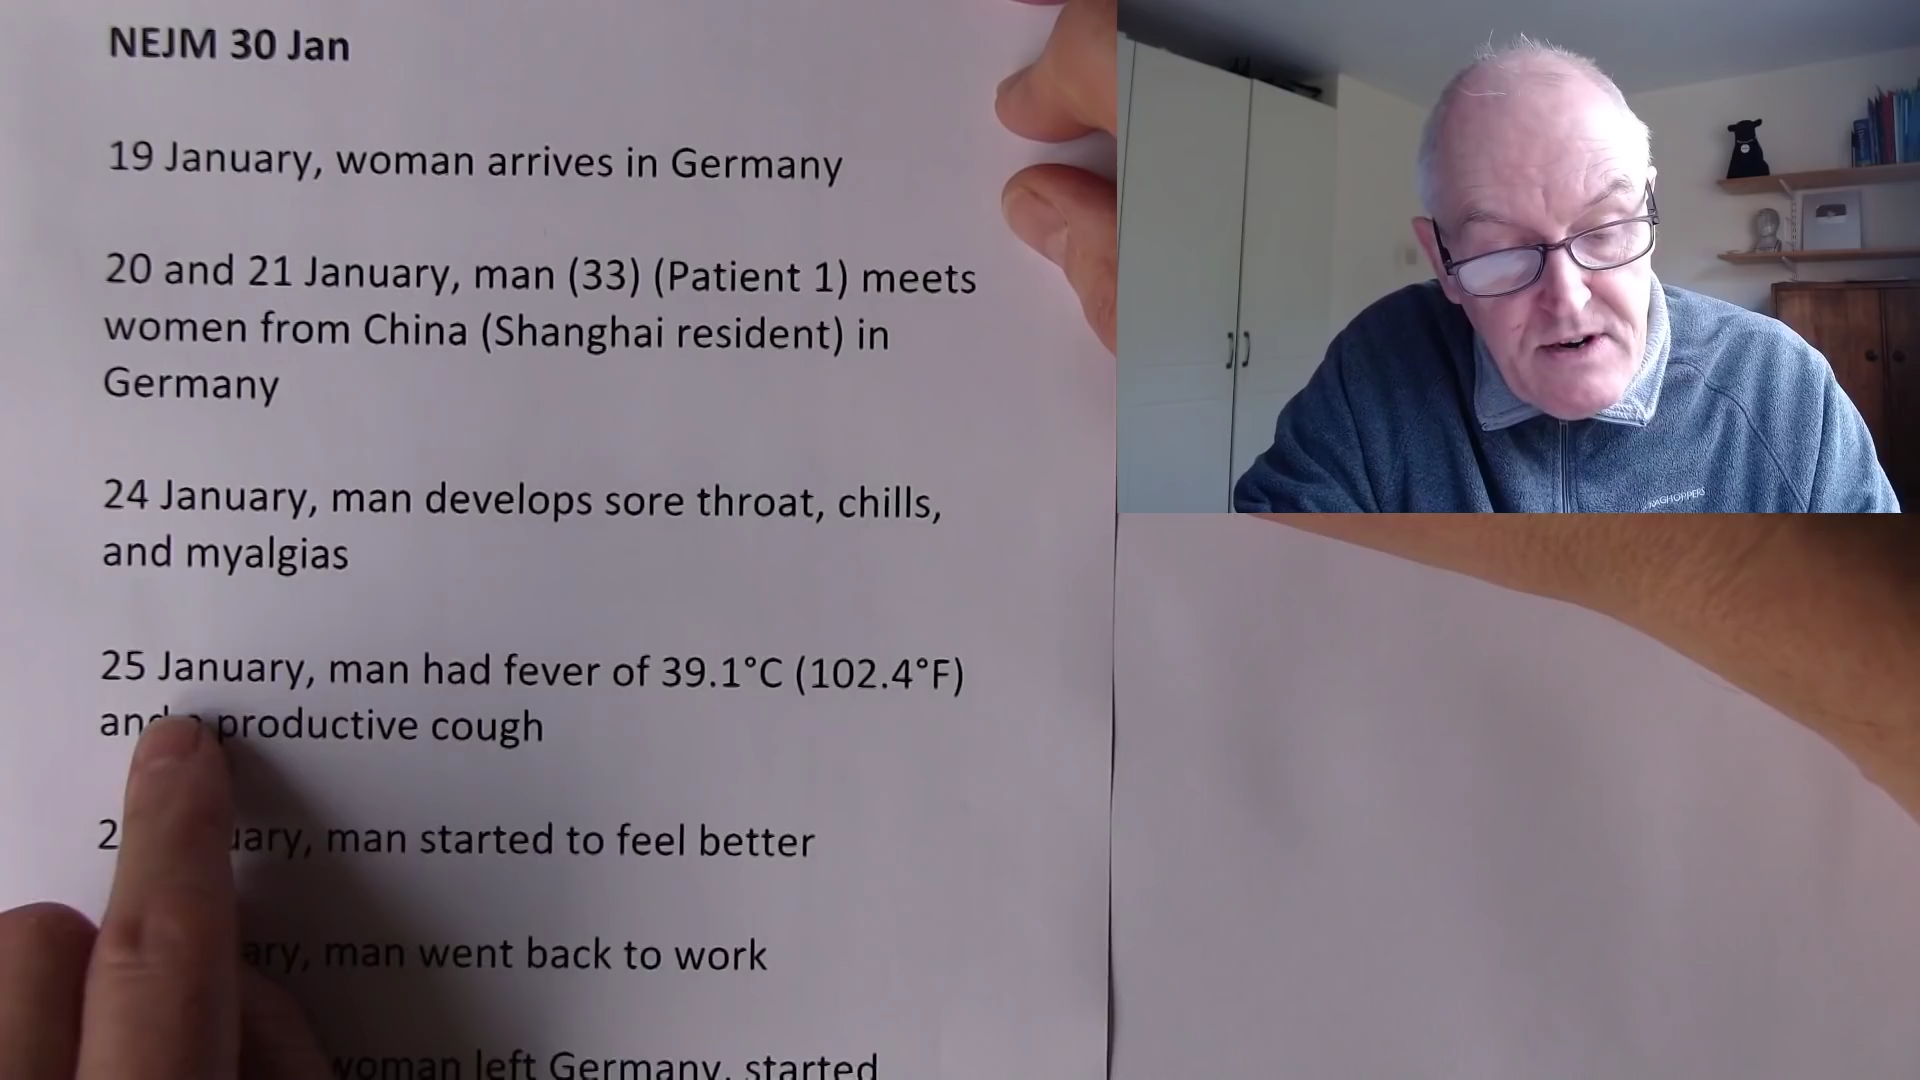 NEJM 30 Jan
19 January, woman arrives in Germany
20 and 21 January, man (33) (Patient 1) meets
women from China (Shanghai resident) in
Germany
24 January, man develops sore throat, chills,
and myalgias
25 January, man had fever of 39.1°C (102.4°F)
and a productive cough
man started to feel better
man went back to work
woman left Germany, started